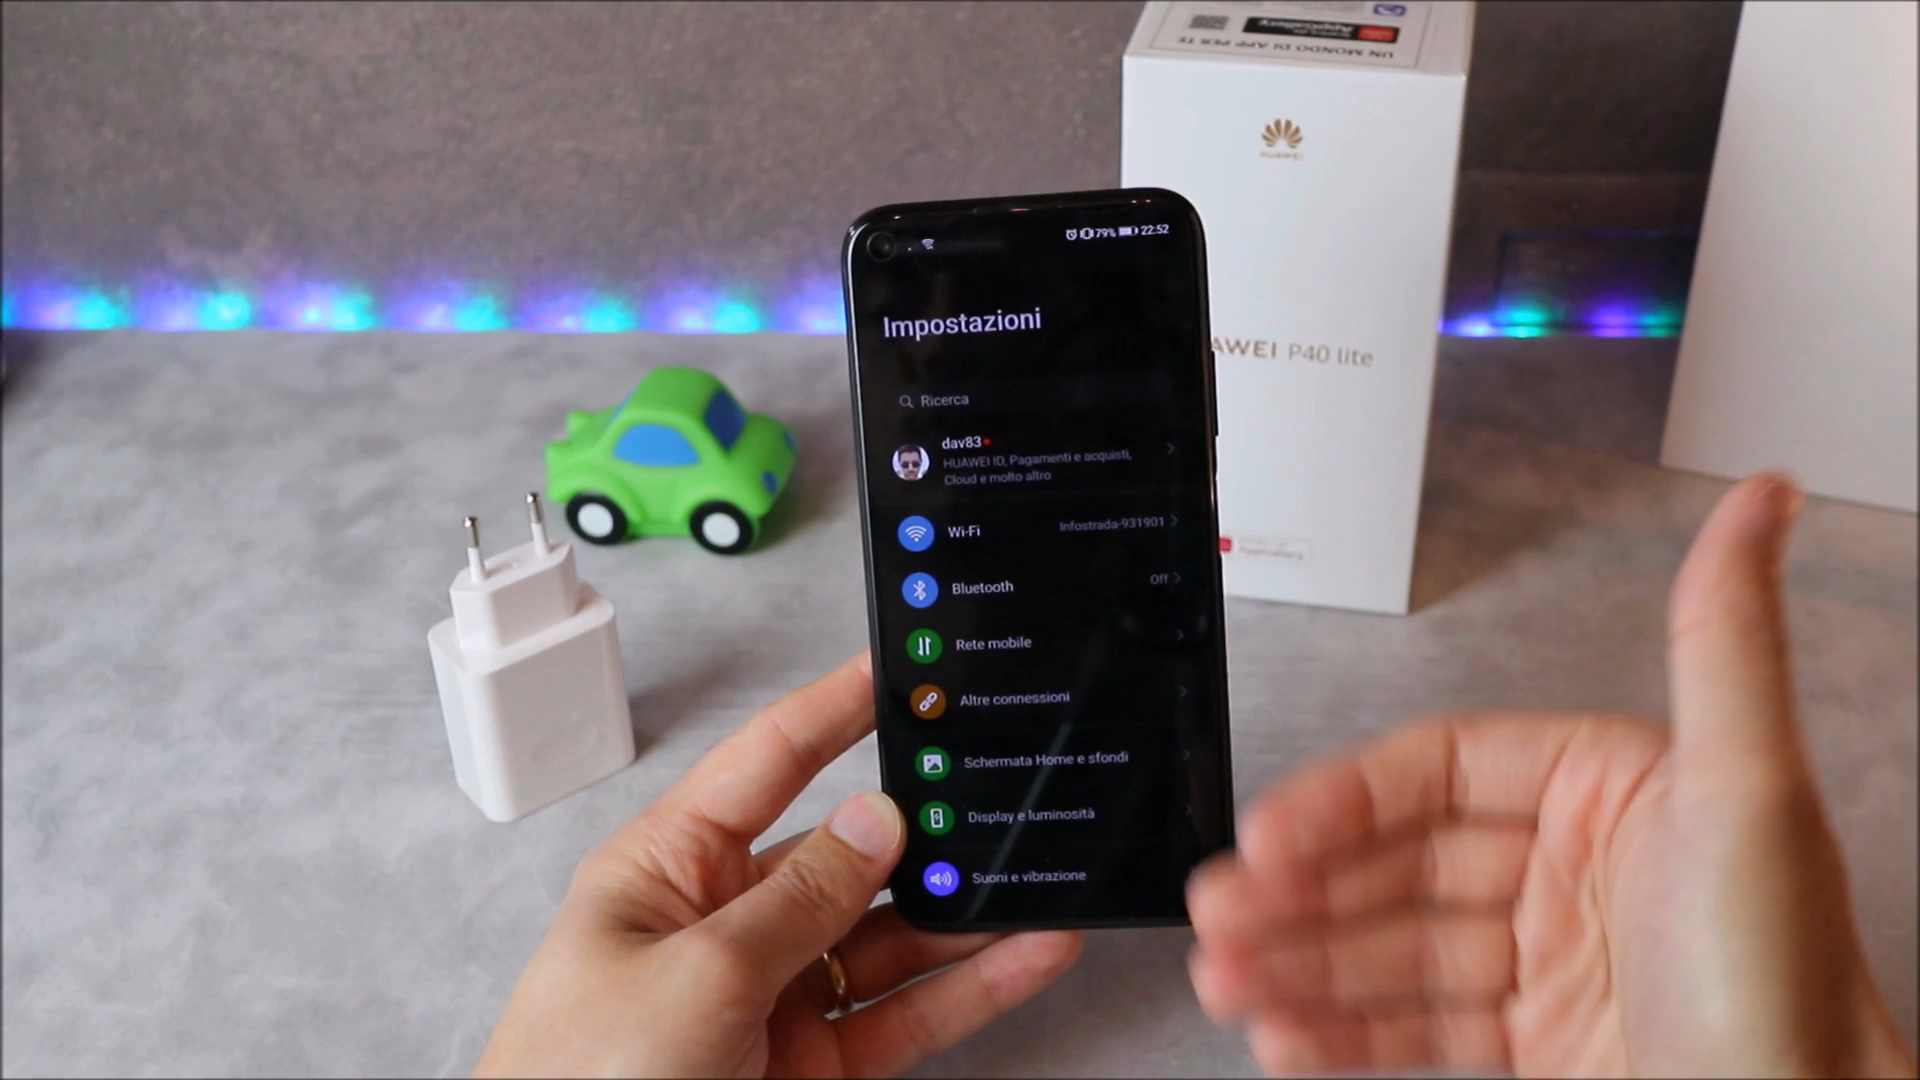 UN MONDO DI APP PER TE
AppGallery
HUAWEI
AWEI P40 lite
79% 22:52
Impostazioni
Ricerca
dav83
HUAWEI ID, Pagamenti e acquisti,
Cloud e molto altro
Wi-Fi Infostrada-931901
Bluetooth Off
Rete mobile
Altre connessioni
Schermata Home e sfondi
Display e luminosità
Suoni e vibrazione